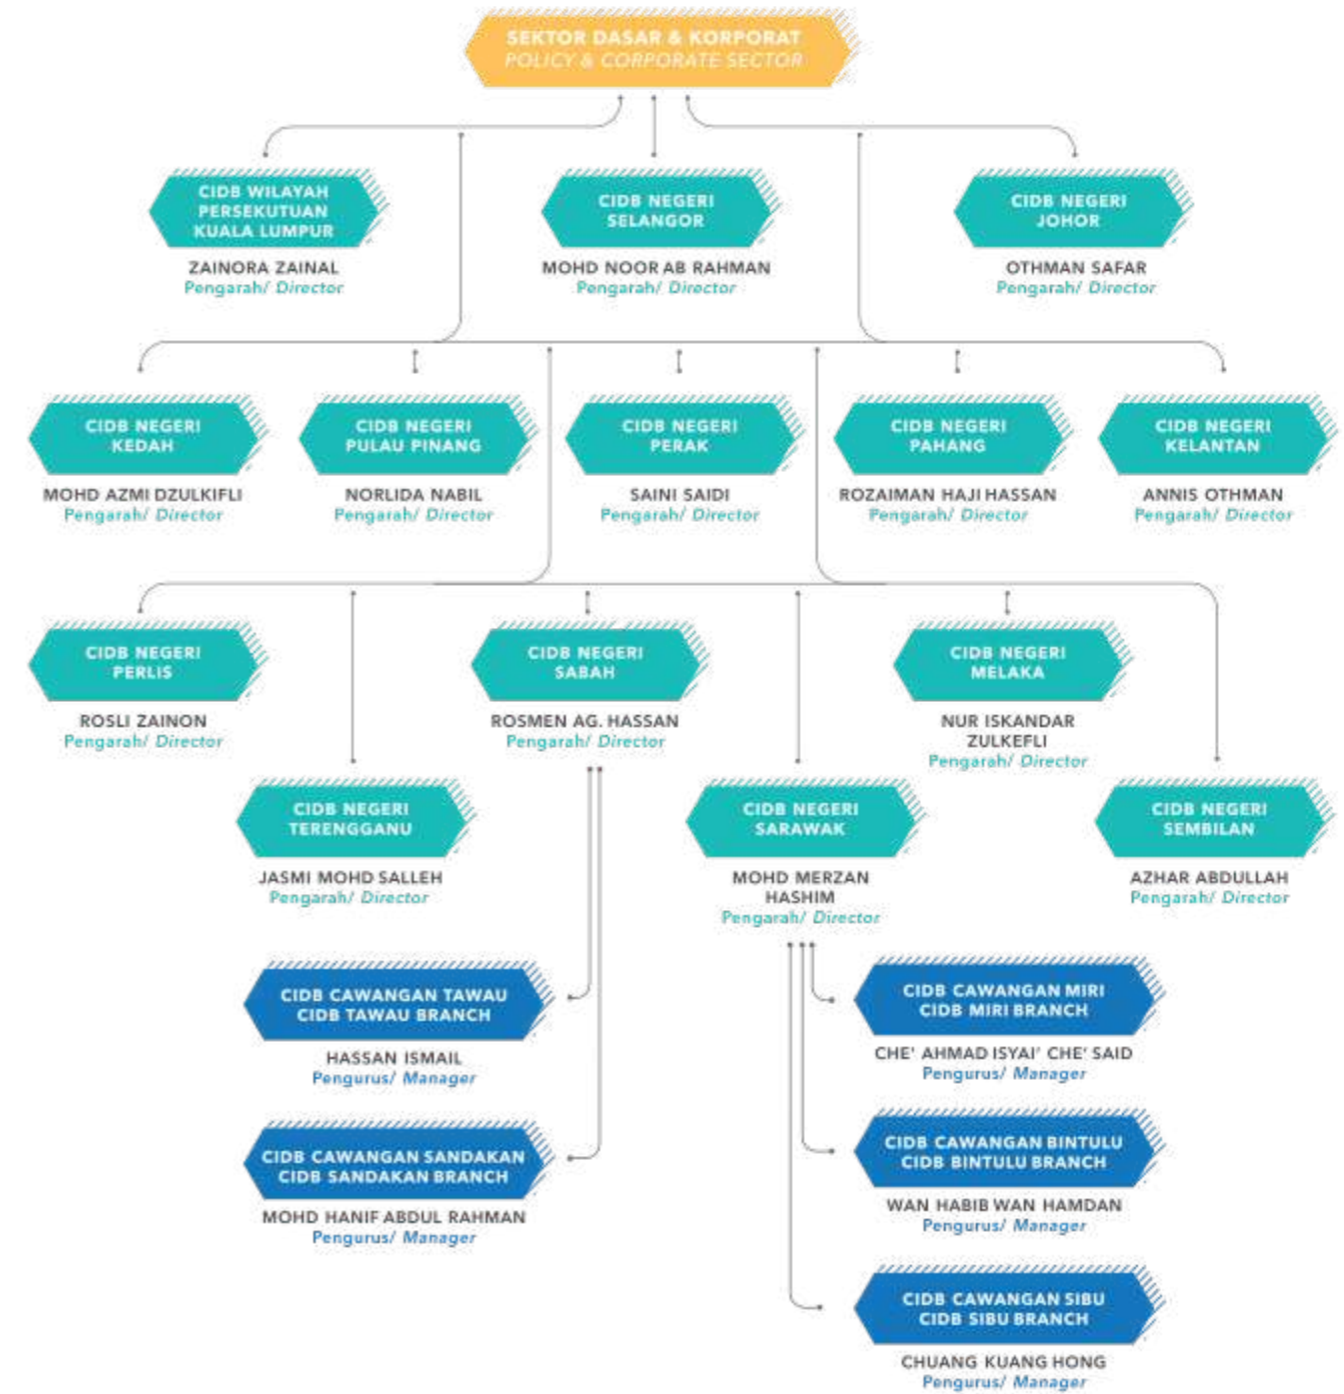 SEKTOR DASAR & KORPORAT
POLICY & CORPORATE SECTOR
CIDB WILAYAH
PERSEKUTUAN
KUALA LUMPUR
ZAINORA ZAINAL
Pengarah/ Director
CIDB NEGERI
SELANGOR
MOHD NOOR AB RAHMAN
Pengarah/ Director
CIDB NEGERI
JOHOR
OTHMAN SAFAR
Pengarah/ Director
CIDB NEGERI
KEDAH
MOHD AZMI DZULKIFLI
Pengarah/ Director
CIDB NEGERI
PULAU PINANG
NORLIDA NABIL
Pengarah/ Director
CIDB NEGERI
PERAK
SAINI SAIDI
Pengarah/ Director
CIDB NEGERI
PAHANG
ROZAIMAN HAJI HASSAN
Pengarah/ Director
CIDB NEGERI
KELANTAN
ANNIS OTHMAN
Pengarah/ Director
CIDB NEGERI
PERLIS
ROSLI ZAINON
Pengarah/ Director
CIDB NEGERI
SABAH
ROSMEN AG. HASSAN
Pengarah/ Director
CIDB NEGERI
MELAKA
NUR ISKANDAR
ZULKEFLI
Pengarah/ Director
CIDB NEGERI
TERENGGANU
JASMI MOHD SALLEH
Pengarah/ Director
CIDB NEGERI
SARAWAK
MOHD MERZAN
HASHIM
Pengarah/ Director
CIDB NEGERI
SEMBILAN
AZHAR ABDULLAH
Pengarah/ Director
CIDB CAWANGAN TAWAU
CIDB TAWAU BRANCH
HASSAN ISMAIL
Pengurus/ Manager
CIDB CAWANGAN SANDAKAN
CIDB SANDAKAN BRANCH
MOHD HANIF ABDUL RAHMAN
Pengurus/ Manager
CIDB CAWANGAN MIRI
CIDB MIRI BRANCH
CHE' AHMAD ISYAI' CHE' SAID
Pengurus/ Manager
CIDB CAWANGAN BINTULU
CIDB BINTULU BRANCH
WAN HABIB WAN HAMDAN
Pengurus/ Manager
CIDB CAWANGAN SIBU
CIDB SIBU BRANCH
CHUANG KUANG HONG
Pengurus/ Manager